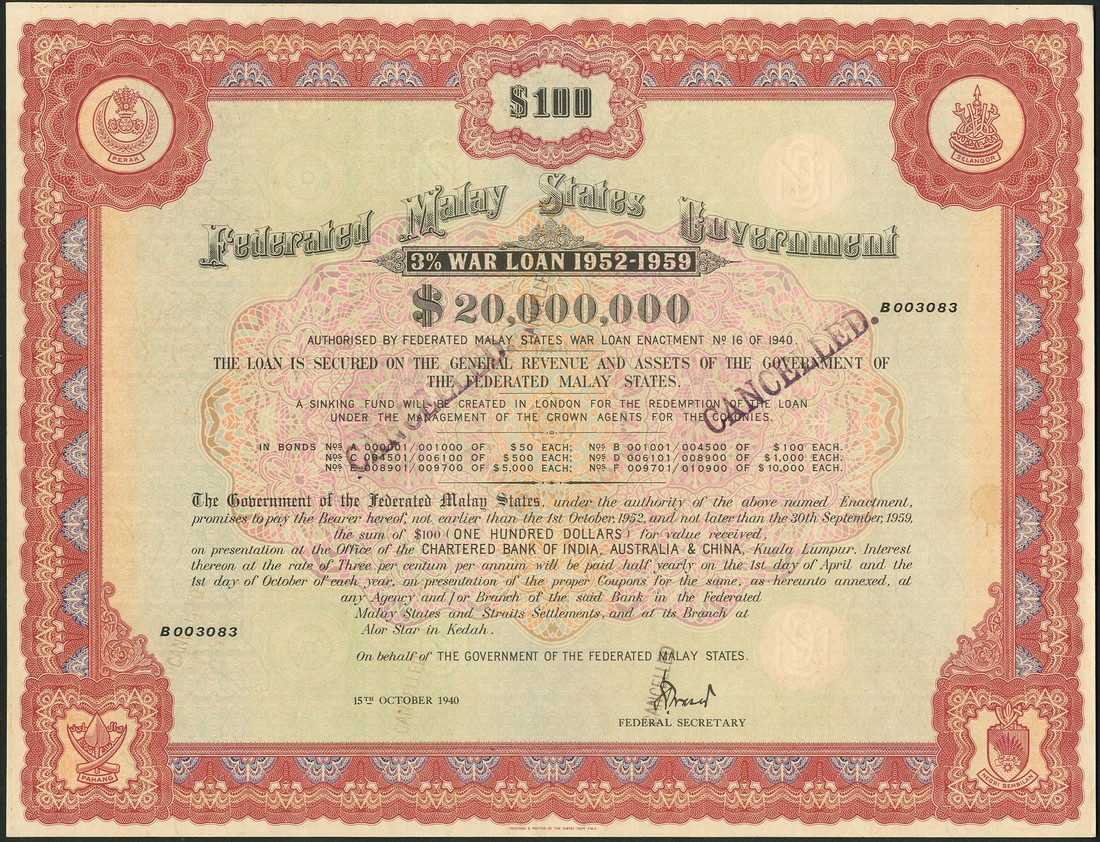 $100
PERAK
SELANGOR
Federated Malay States Government
3% WAR LOAN 1952-1959
$20,000,000
B003083
AUTHORISED BY FEDERATED MALAY STATES WAR LOAN ENACTMENT Nº 16 OF 1940.
THE LOAN IS SECURED ON THE GENERAL REVENUE AND ASSETS OF THE GOVERNMENT OF
THE FEDERATED MALAY STATES.
A SINKING FUND WILL BE CREATED IN LONDON FOR THE REDEMPTION OF THE LOAN
UNDER THE MANAGEMENT OF THE CROWN AGENTS FOR THE COLONIES.
CANCELLED.
CANCELLED.
IN BONDS Nos A 000001/001000 OF $50 EACH; Nos B 001001/004500 OF $100 EACH.
Nos C 004501/006100 OF $500 EACH; Nos D 006101/008900 OF $1,000 EACH.
Nos E 008901/009700 OF $5,000 EACH; Nos F 009701/010900 OF $10,000 EACH.
The Government of the Federated Malay States, under the authority of the above named Enactment,
promises to pay the Bearer hereof, not earlier than the 1st October, 1952, and not later than the 30th September, 1959,
the sum of $100 (ONE HUNDRED DOLLARS) for value received,
on presentation at the Office of the CHARTERED BANK OF INDIA, AUSTRALIA & CHINA, Kuala Lumpur. Interest
thereon at the rate of Three per centum per annum will be paid half yearly on the 1st day of April and the
1st day of October of each year, on presentation of the proper Coupons for the same, as hereunto annexed, at
any Agency and/or Branch of the said Bank in the Federated
Malay States and Straits Settlements, and at its Branch at
Alor Star in Kedah.
B003083
On behalf of THE GOVERNMENT OF THE FEDERATED MALAY STATES.
CANCELLED
CANCELLED
15TH OCTOBER 1940
FEDERAL SECRETARY
PAHANG
NEGRI SEMBILAN
DESIGNED & PRINTED BY THE SURVEY DEPT. F.M.S.